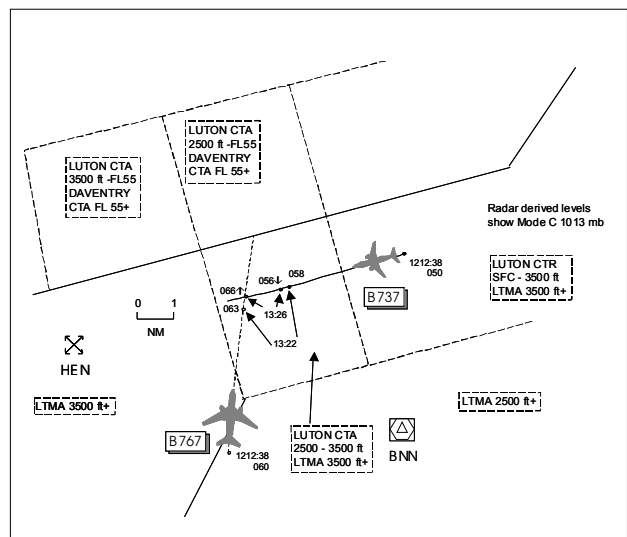 LUTON CTA
2500 ft -FL55
DAVENTRY
CTA FL 55+
LUTON CTA
3500 ft -FL55
DAVENTRY
CTA FL 55+
Radar derived levels
show Mode C 1013 mb
1212:38
050
LUTON CTR
SFC - 3500 ft
LTMA 3500 ft+
B737
066↑
056↓
058
063
13:26
13:22
0 1
NM
HEN
LTMA 3500 ft+
LTMA 2500 ft+
B767
1212:38
060
LUTON CTA
2500 - 3500 ft
LTMA 3500 ft+
BNN